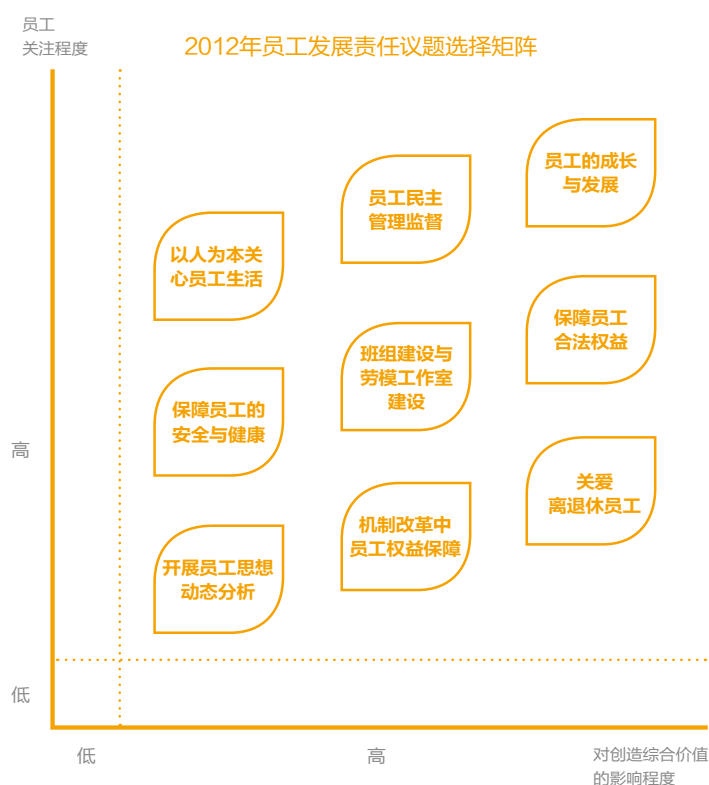 员工
关注程度
2012年员工发展责任议题选择矩阵
员工的成长
与发展
员工民主
管理监督
以人为本关
心员工生活
保障员工
合法权益
班组建设与
劳模工作室
建设
保障员工的
安全与健康
高
关爱
离退休员工
机制改革中
员工权益保障
开展员工思想
动态分析
低
低
高
对创造综合价值
的影响程度